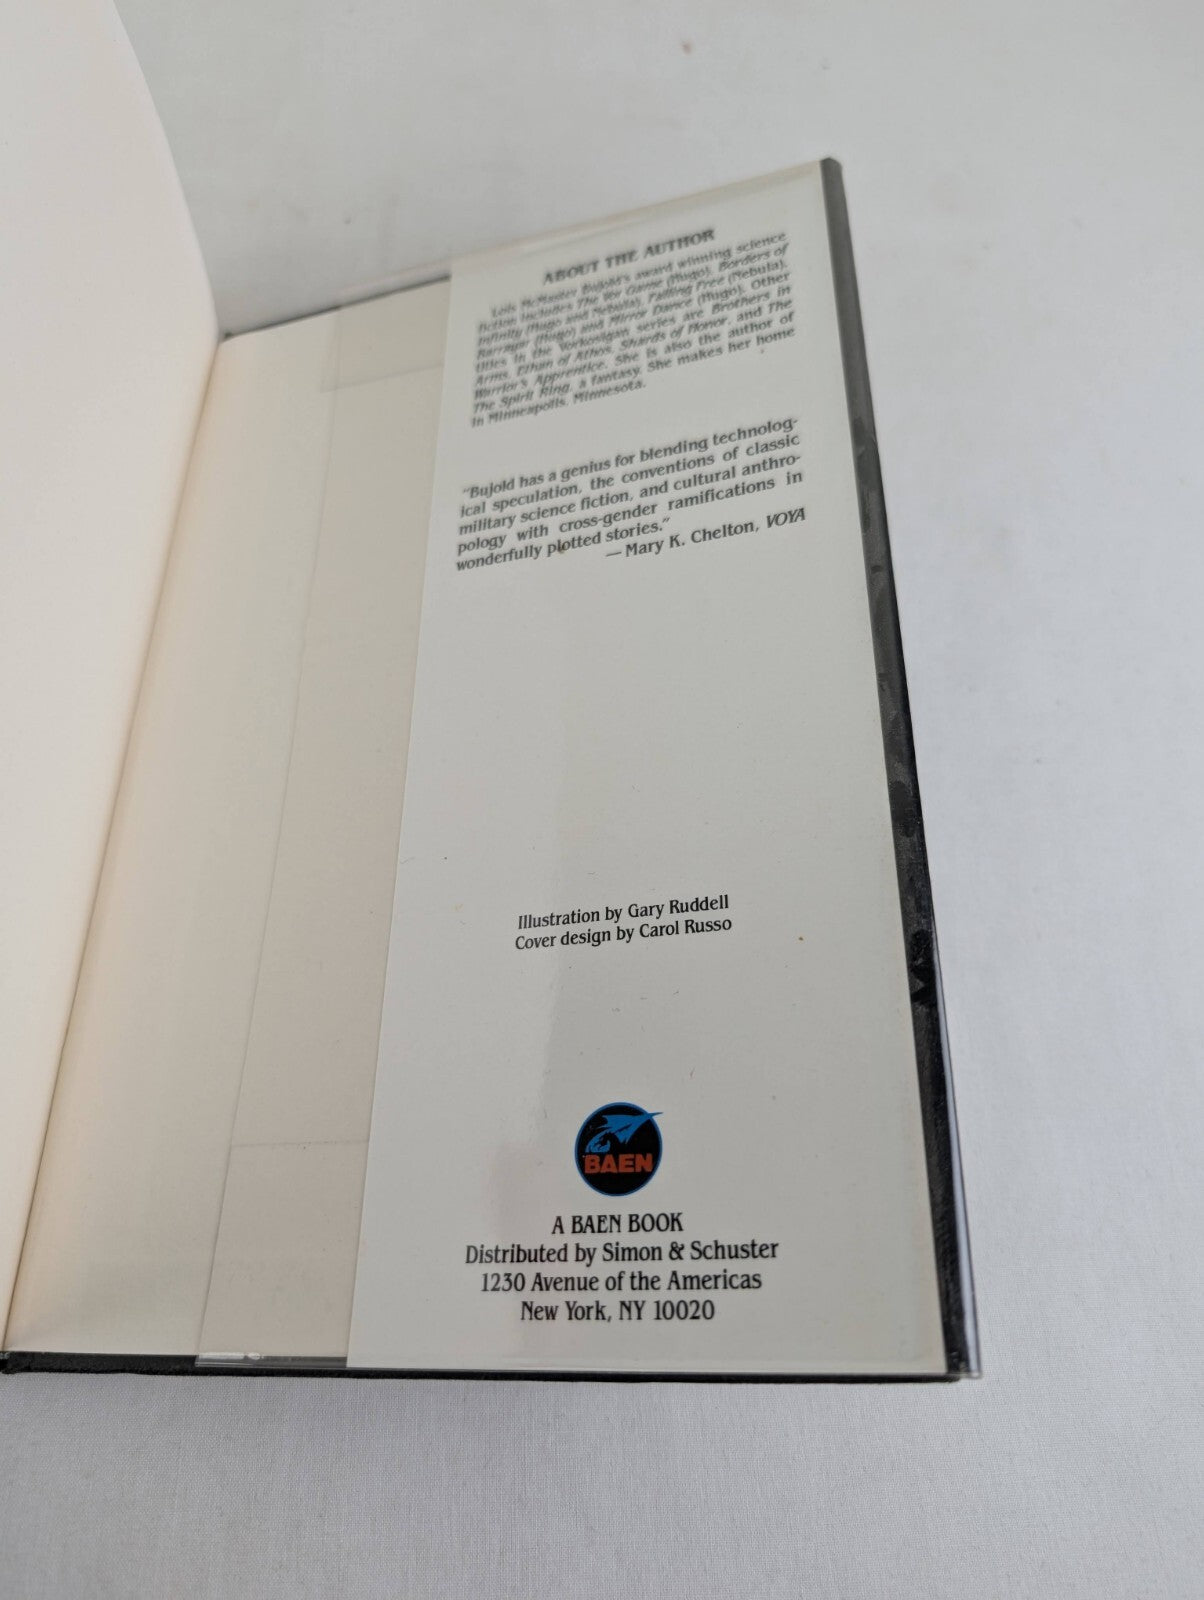 ABOUT THE AUTHOR
Lois McMaster Bujold's award winning science
fiction includes The Vor Game (Hugo), Borders of
Infinity (Hugo and Nebula), Falling Free (Nebula),
Barrayar (Hugo) and Mirror Dance (Hugo). Other
titles in the Vorkosigan series are Brothers in
Arms, Ethan of Athos, Shards of Honor, and The
Warrior's Apprentice. She is also the author of
The Spirit Ring, a fantasy. She makes her home
in Minneapolis, Minnesota.
"Bujold has a genius for blending technolog-
ical speculation, the conventions of classic
military science fiction, and cultural anthro-
pology with cross-gender ramifications in
wonderfully plotted stories."
— Mary K. Chelton, VOYA
Illustration by Gary Ruddell
Cover design by Carol Russo
BAEN
A BAEN BOOK
Distributed by Simon & Schuster
1230 Avenue of the Americas
New York, NY 10020